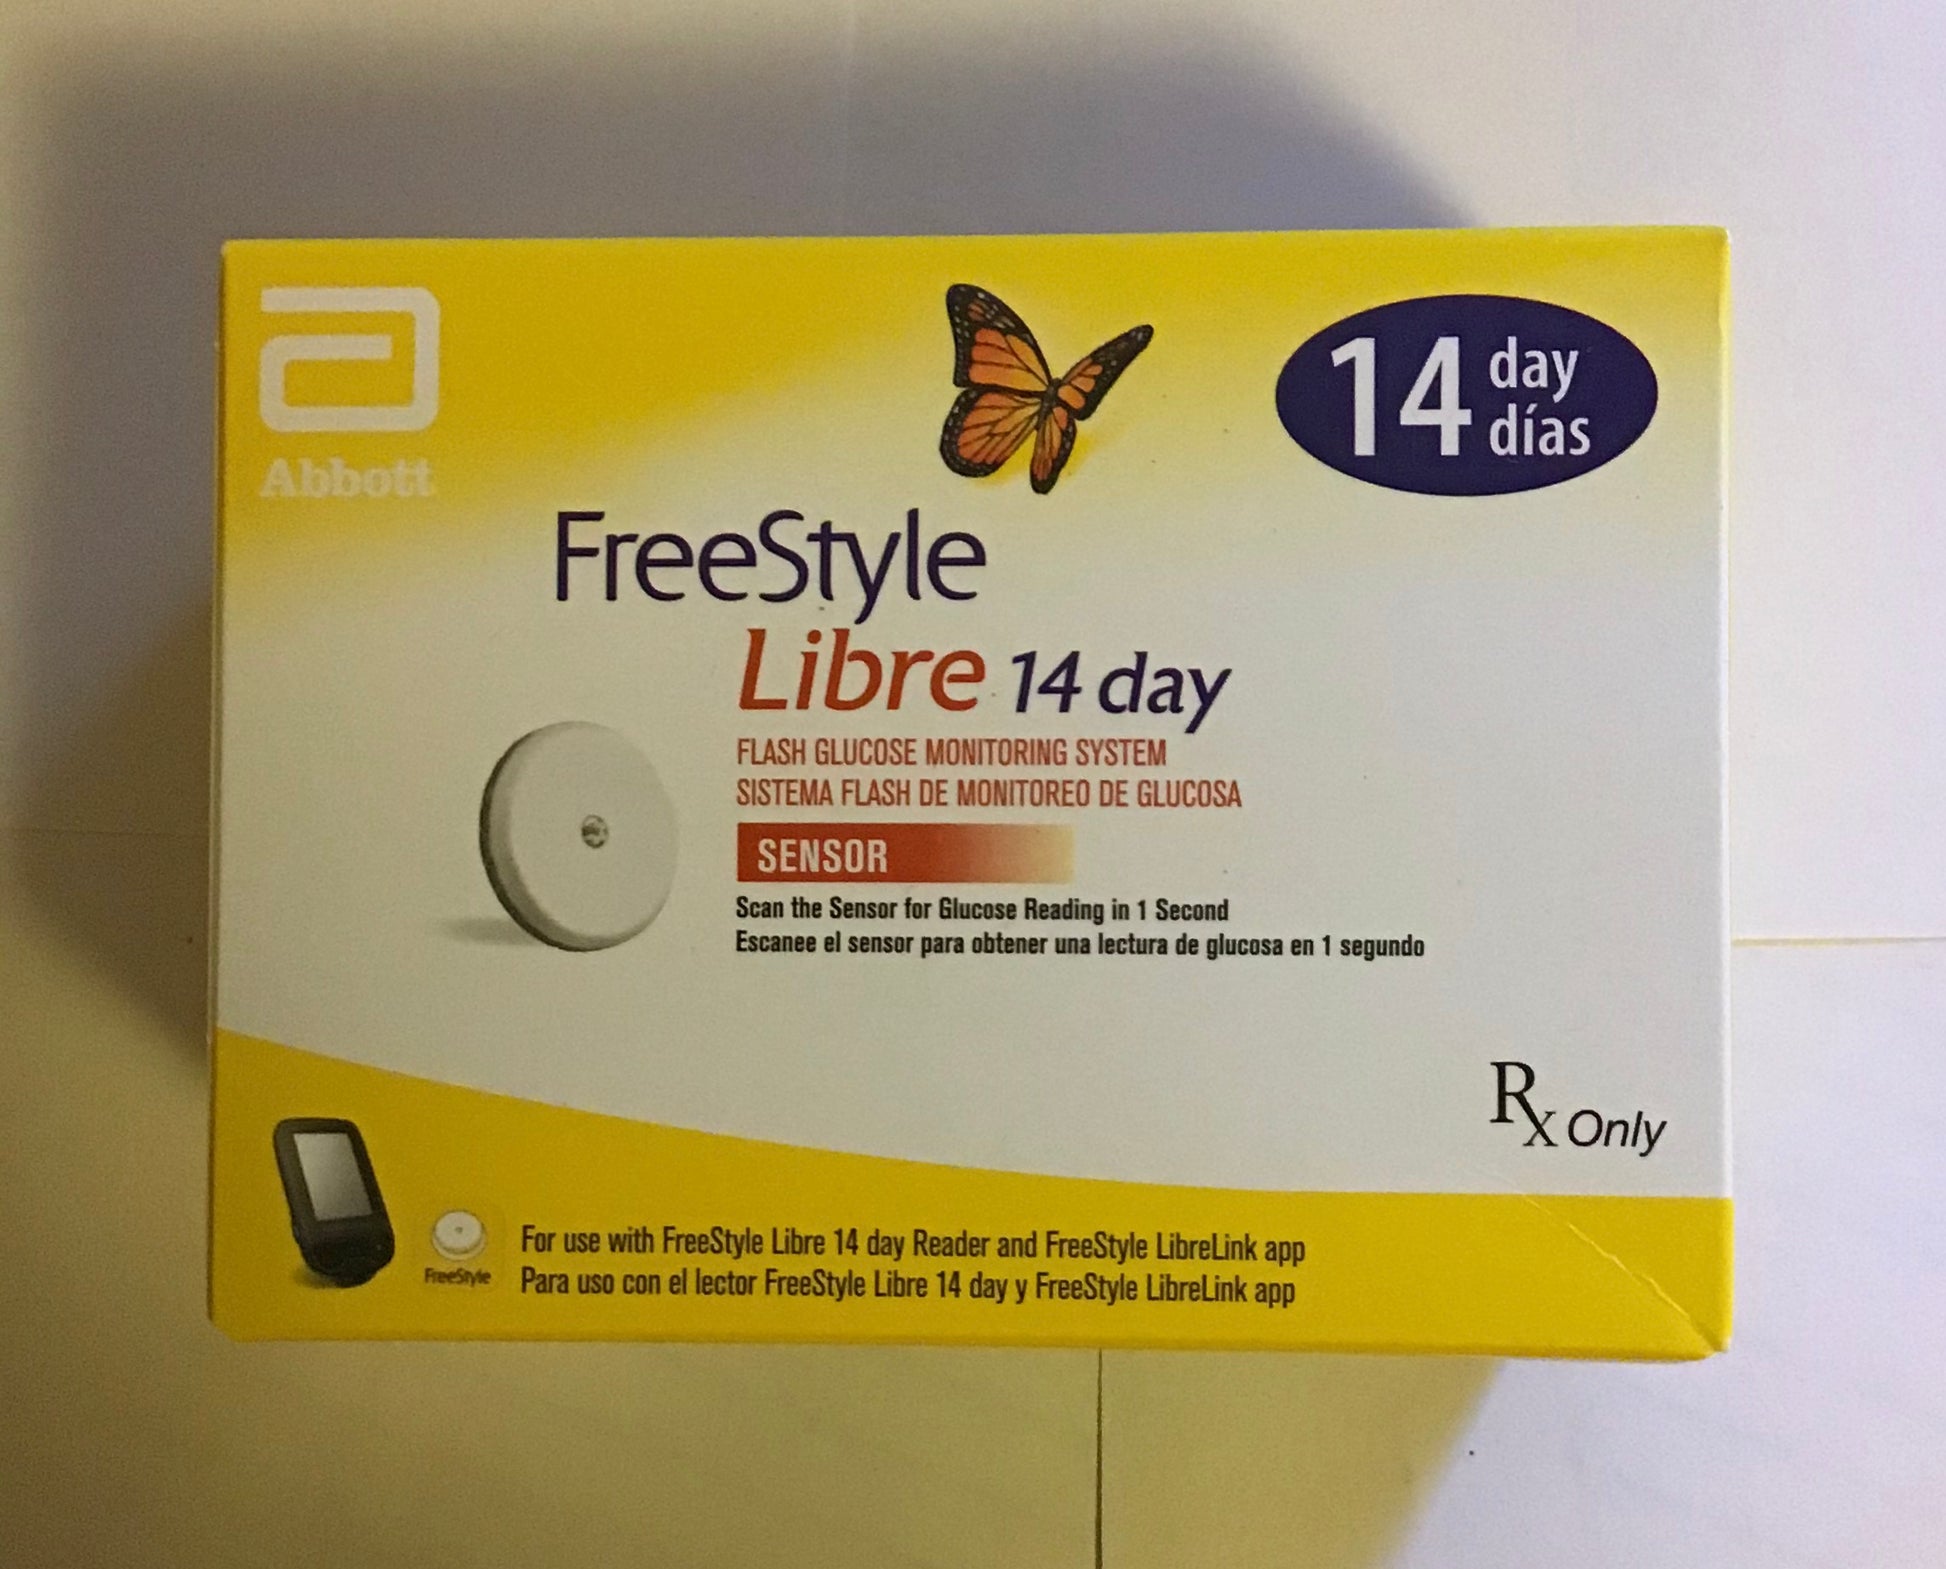 Abbott
14 day
días
FreeStyle
Libre 14 day
FLASH GLUCOSE MONITORING SYSTEM
SISTEMA FLASH DE MONITOREO DE GLUCOSA
SENSOR
Scan the Sensor for Glucose Reading in 1 Second
Escanee el sensor para obtener una lectura de glucosa en 1 segundo
Rx Only
FreeStyle
For use with FreeStyle Libre 14 day Reader and FreeStyle LibreLink app
Para uso con el lector FreeStyle Libre 14 day y FreeStyle LibreLink app